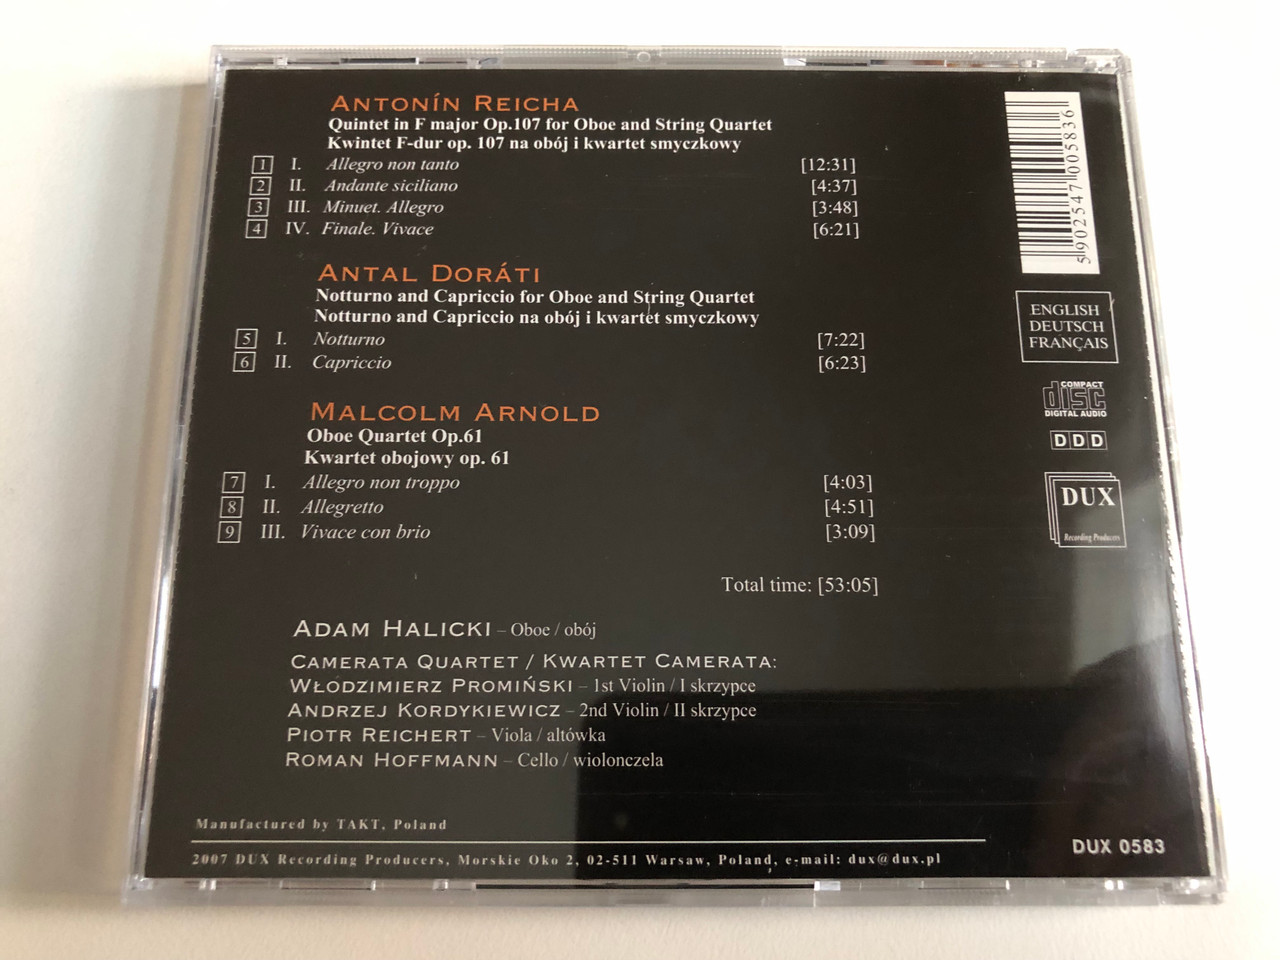 ANTONÍN REICHA
Quintet in F major Op.107 for Oboe and String Quartet
Kwintet F-dur op. 107 na obój i kwartet smyczkowy
1 I. Allegro non tanto [12:31]
2 II. Andante siciliano [4:37]
3 III. Minuet. Allegro [3:48]
4 IV. Finale. Vivace [6:21]
ANTAL DORÁTI
Notturno and Capriccio for Oboe and String Quartet
Notturno and Capriccio na obój i kwartet smyczkowy
5 I. Notturno [7:22]
6 II. Capriccio [6:23]
MALCOLM ARNOLD
Oboe Quartet Op.61
Kwartet obojowy op. 61
7 I. Allegro non troppo [4:03]
8 II. Allegretto [4:51]
9 III. Vivace con brio [3:09]
Total time: [53:05]
ADAM HALICKI – Oboe / obój
CAMERATA QUARTET / KWARTET CAMERATA:
WŁODZIMIERZ PROMIŃSKI – 1st Violin / I skrzypce
ANDRZEJ KORDYKIEWICZ – 2nd Violin / II skrzypce
PIOTR REICHERT – Viola / altówka
ROMAN HOFFMANN – Cello / wiolonczela
Manufactured by TAKT, Poland
2007 DUX Recording Producers, Morskie Oko 2, 02-511 Warsaw, Poland, e-mail: dux@dux.pl
5 902547 005836
ENGLISH
DEUTSCH
FRANÇAIS
COMPACT
disc
DIGITAL AUDIO
DDD
DUX
Recording Producers
DUX 0583